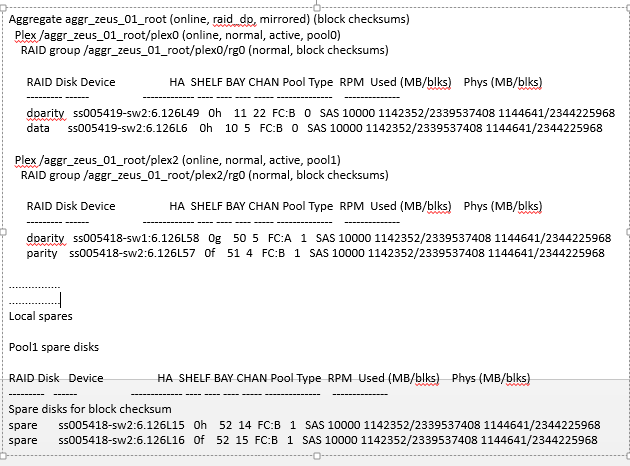 Aggregate aggr_zeus_01_root (online, raid_dp, mirrored) (block checksums)
Plex /aggr_zeus_01_root/plex0 (online, normal, active, pool0)
RAID group /aggr_zeus_01_root/plex0/rg0 (normal, block checksums)
RAID Disk Device HA SHELF BAY CHAN Pool Type RPM Used (MB/blks) Phys (MB/blks)
--------- ------ ------------- ---- ---- ---- ----- -------------- --------------
dparity ss005419-sw2:6.126L49 0h 11 22 FC:B 0 SAS 10000 1142352/2339537408 1144641/2344225968
data ss005419-sw2:6.126L6 0h 10 5 FC:B 0 SAS 10000 1142352/2339537408 1144641/2344225968
Plex /aggr_zeus_01_root/plex2 (online, normal, active, pool1)
RAID group /aggr_zeus_01_root/plex2/rg0 (normal, block checksums)
RAID Disk Device HA SHELF BAY CHAN Pool Type RPM Used (MB/blks) Phys (MB/blks)
--------- ------ ------------- ---- ---- ---- ----- -------------- --------------
dparity ss005418-sw1:6.126L58 0g 50 5 FC:A 1 SAS 10000 1142352/2339537408 1144641/2344225968
parity ss005418-sw2:6.126L57 0f 51 4 FC:B 1 SAS 10000 1142352/2339537408 1144641/2344225968
................
................
Local spares
Pool1 spare disks
RAID Disk Device HA SHELF BAY CHAN Pool Type RPM Used (MB/blks) Phys (MB/blks)
--------- ------ ------------- ---- ---- ---- ----- -------------- --------------
Spare disks for block checksum
spare ss005418-sw2:6.126L15 0h 52 14 FC:B 1 SAS 10000 1142352/2339537408 1144641/2344225968
spare ss005418-sw2:6.126L16 0f 52 15 FC:B 1 SAS 10000 1142352/2339537408 1144641/2344225968